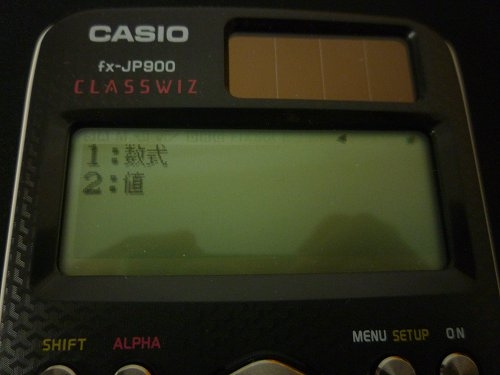 CASIO
fx-JP900
CLASSWIZ
1:数式
2:値
SHIFT ALPHA MENU SETUP ON